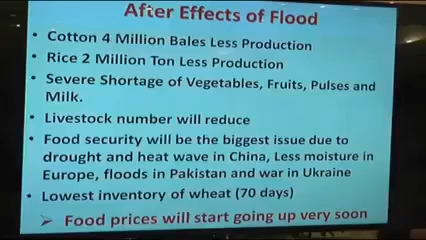 After Effects of Flood
• Cotton 4 Million Bales Less Production
• Rice 2 Million Ton Less Production
• Severe Shortage of Vegetables, Fruits, Pulses and
Milk.
• Livestock number will reduce
• Food security will be the biggest issue due to
drought and heat wave in China, Less moisture in
Europe, floods in Pakistan and war in Ukraine
• Lowest inventory of wheat (70 days)
➢ Food prices will start going up very soon